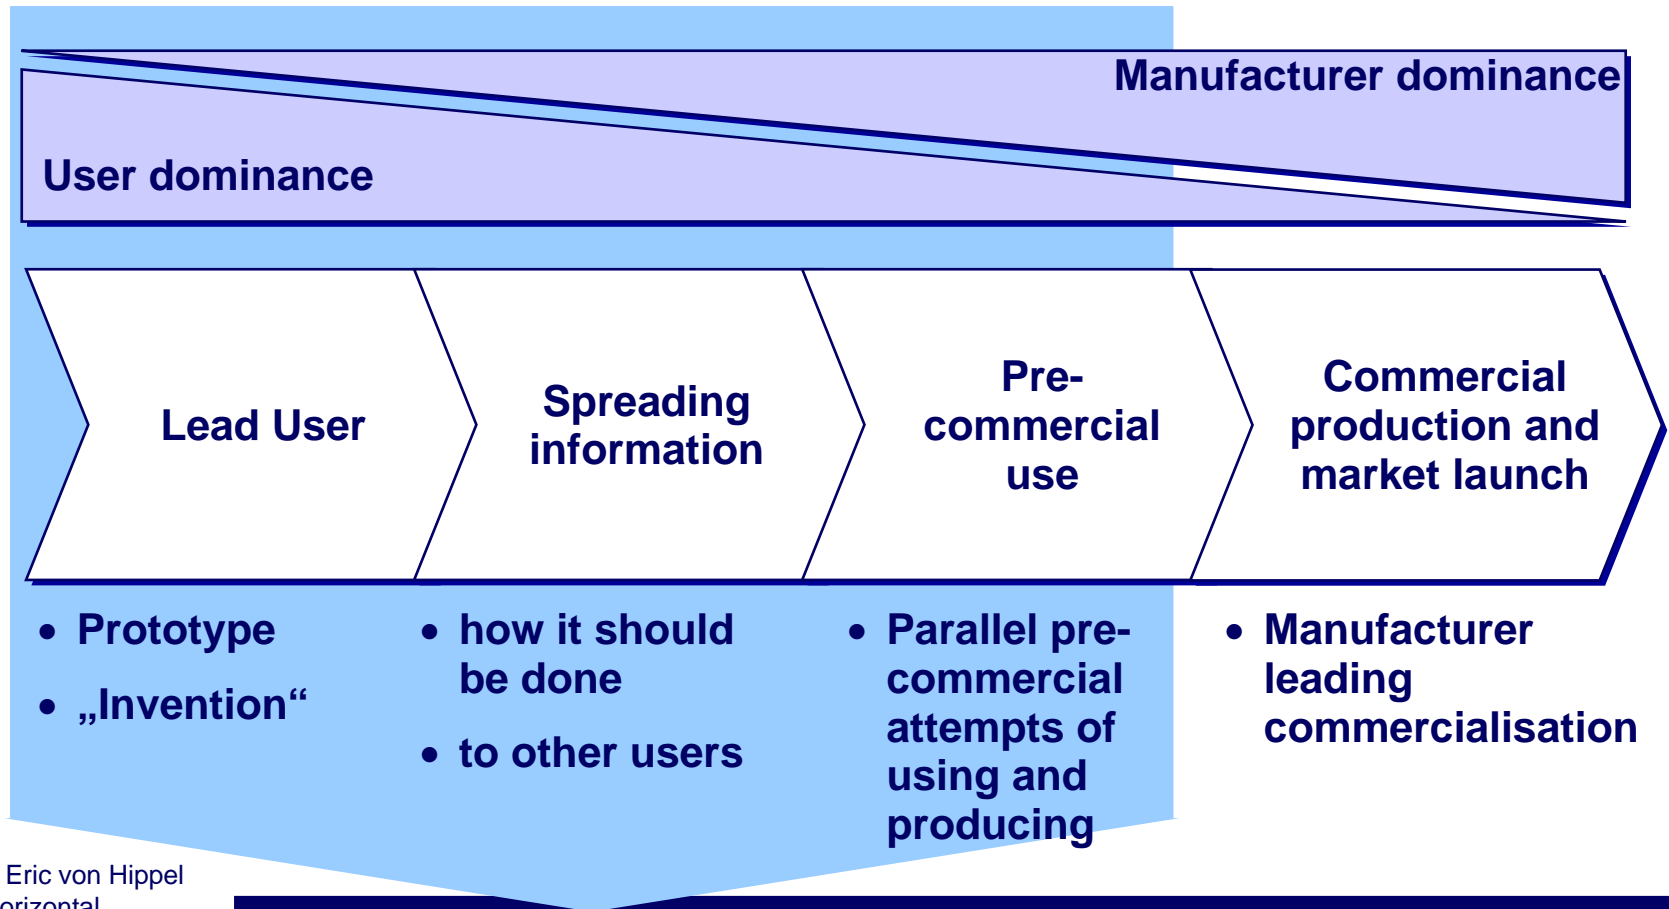 Manufacturer dominance
User dominance
Lead User
Spreading
information
Pre-
commercial
use
Commercial
production and
market launch
• Prototype
• „Invention“
• how it should
be done
• to other users
• Parallel pre-
commercial
attempts of
using and
producing
• Manufacturer
leading
commercialisation
Eric von Hippel